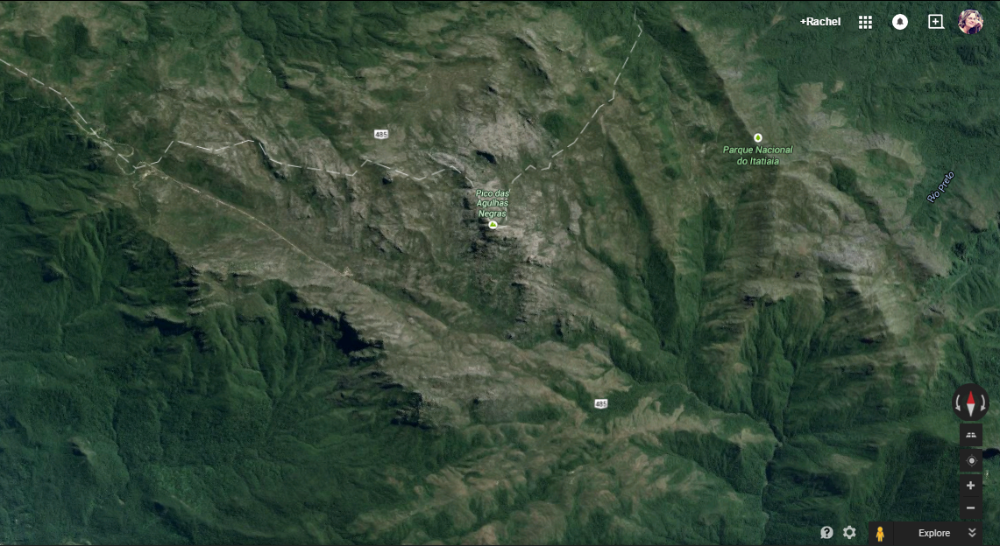 +Rachel
485
Parque Nacional
do Itatiaia
Rio Preto
Pico das
Agulhas
Negras
485
Explore